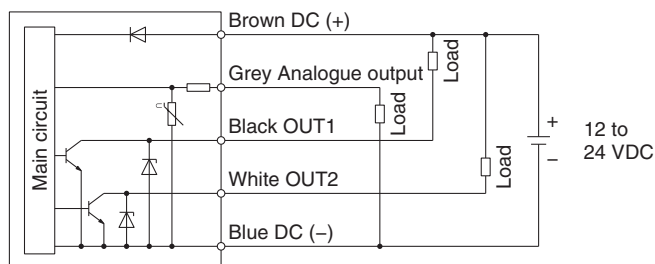 Brown DC (+)
Grey Analogue output
Black OUT1
White OUT2
Blue DC (−)
Main circuit
Load
Load
Load
+
−
12 to
24 VDC